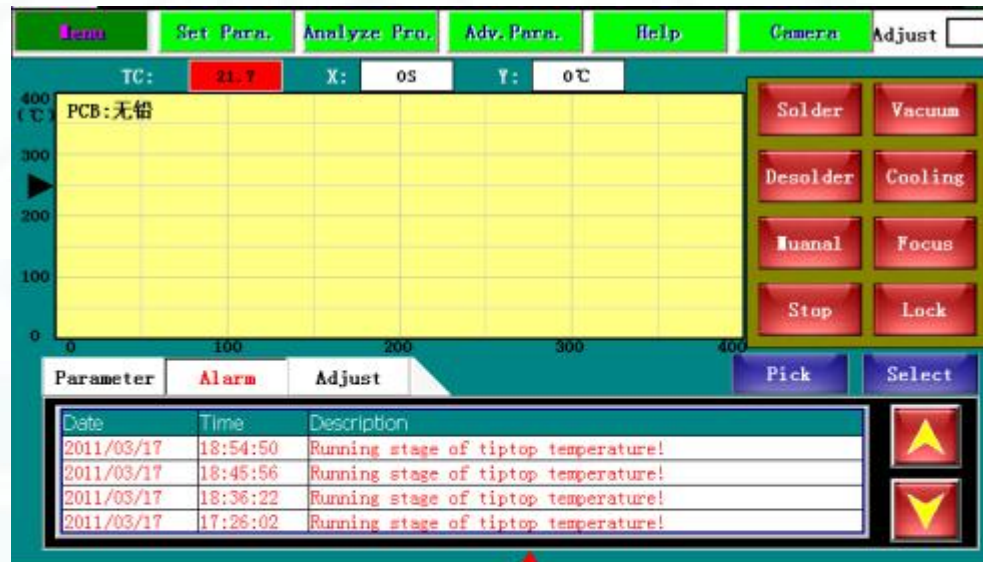 Menu Set Para. Analyze Pro. Adv.Para. Help Camera Adjust
TC: 21.7 X: 0S Y: 0℃
400
(℃)
PCB:无铅
300
200
100
0
0 100 200 300 400
Solder Vacuum
Desolder Cooling
Muanal Focus
Stop Lock
Parameter Alarm Adjust Pick Select
Date Time Description
2011/03/17 18:54:50 Running stage of tiptop temperature!
2011/03/17 18:45:56 Running stage of tiptop temperature!
2011/03/17 18:36:22 Running stage of tiptop temperature!
2011/03/17 17:26:02 Running stage of tiptop temperature!